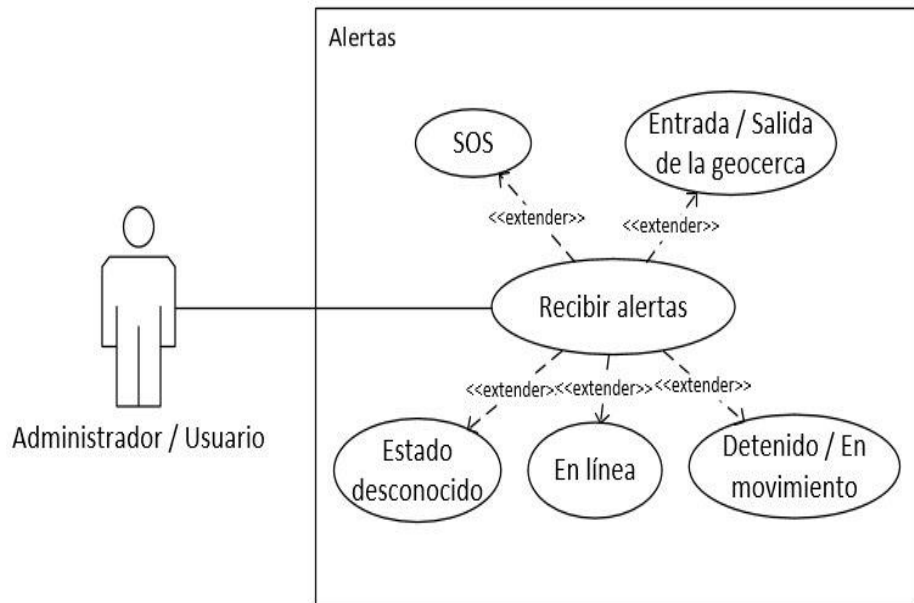 Alertas
SOS
Entrada / Salida
de la geocerca
<<extender>>
<<extender>>
Recibir alertas
<<extender>>
<<extender>>
<<extender>>
Administrador / Usuario
Estado
desconocido
En línea
Detenido / En
movimiento